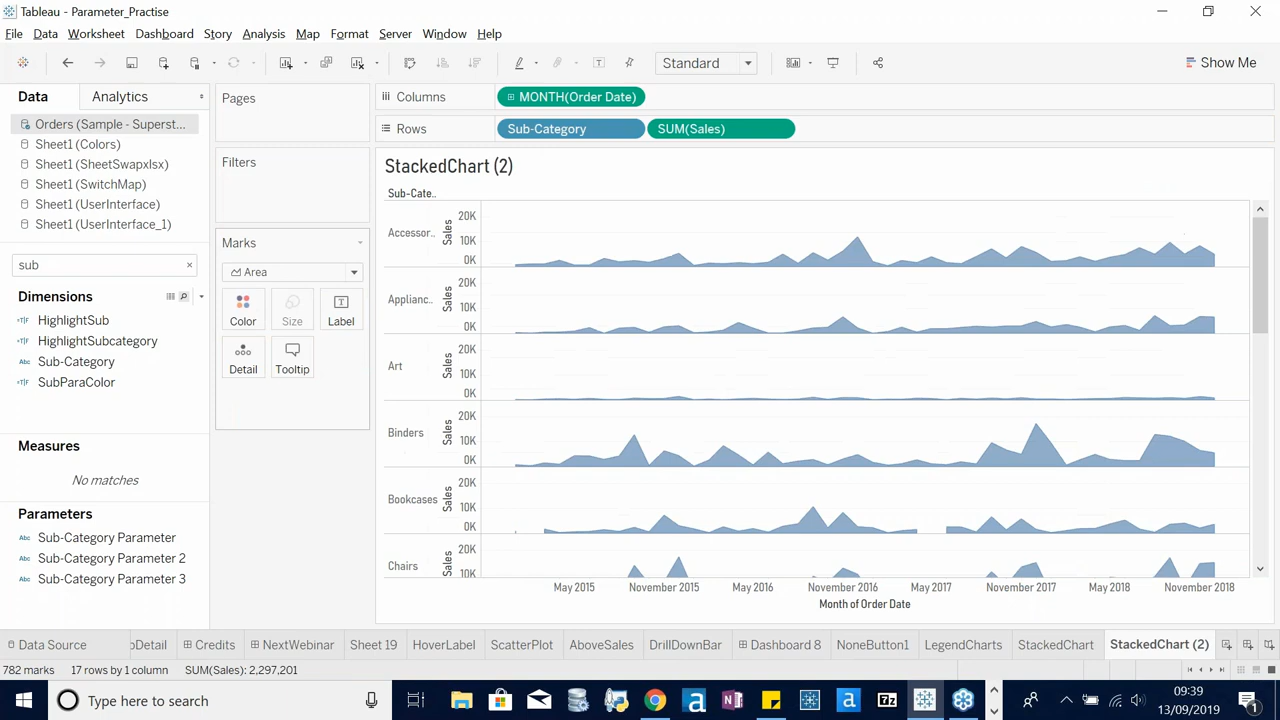 Tableau - Parameter_Practise
File Data Worksheet Dashboard Story Analysis Map Format Server Window Help
Standard
Show Me
Data Analytics
Orders (Sample - Superst...
Sheet1 (Colors)
Sheet1 (SheetSwapxlsx)
Sheet1 (SwitchMap)
Sheet1 (UserInterface)
Sheet1 (UserInterface_1)
sub
Dimensions
HighlightSub
HighlightSubcategory
Abc Sub-Category
SubParaColor
Measures
No matches
Parameters
Abc Sub-Category Parameter
Abc Sub-Category Parameter 2
Abc Sub-Category Parameter 3
Pages
Filters
Marks
Area
Color Size Label
Detail Tooltip
Columns MONTH(Order Date)
Rows Sub-Category SUM(Sales)
StackedChart (2)
Sub-Cate..
Accessor.. Sales 20K 10K 0K
Applianc.. Sales 20K 10K 0K
Art Sales 20K 10K 0K
Binders Sales 20K 10K 0K
Bookcases Sales 20K 10K 0K
Chairs Sales 20K 10K
May 2015 November 2015 May 2016 November 2016 May 2017 November 2017 May 2018 November 2018
Month of Order Date
Data Source oDetail Credits NextWebinar Sheet 19 HoverLabel ScatterPlot AboveSales DrillDownBar Dashboard 8 NoneButton1 LegendCharts StackedChart StackedChart (2)
782 marks 17 rows by 1 column SUM(Sales): 2,297,201
Type here to search
09:39
13/09/2019
1